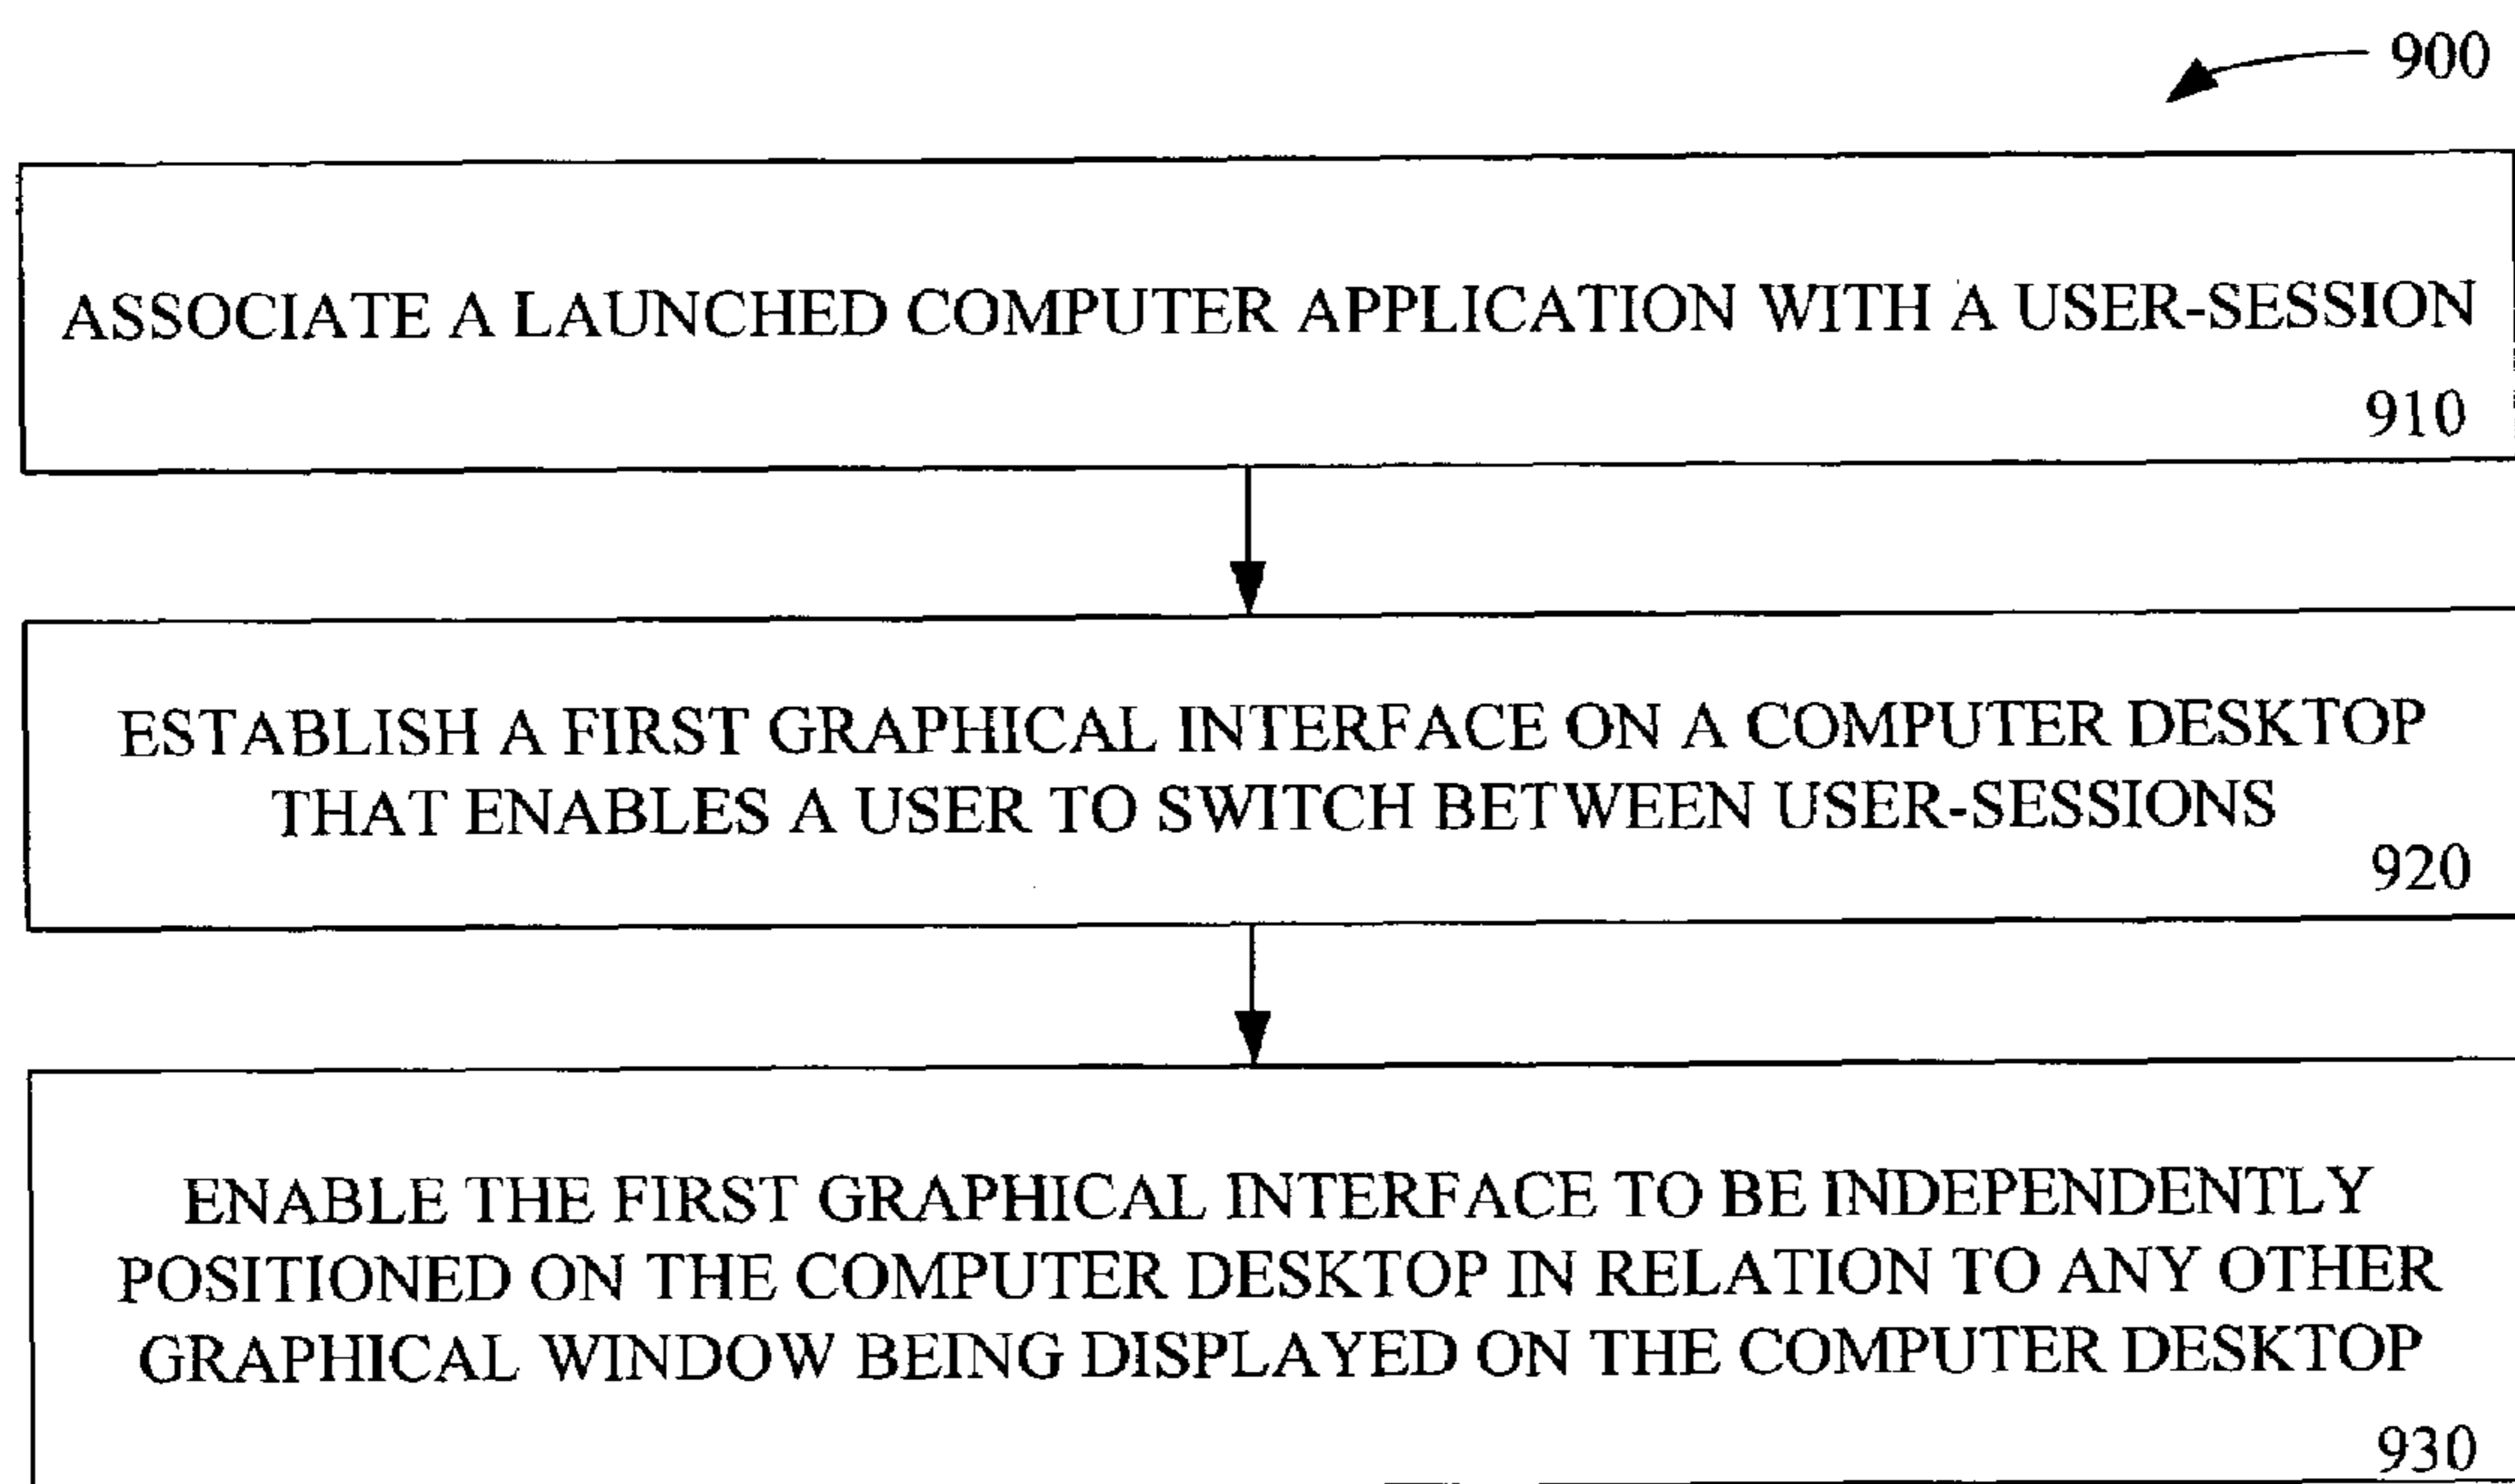 900
ASSOCIATE A LAUNCHED COMPUTER APPLICATION WITH A USER-SESSION
910
ESTABLISH A FIRST GRAPHICAL INTERFACE ON A COMPUTER DESKTOP
THAT ENABLES A USER TO SWITCH BETWEEN USER-SESSIONS
920
ENABLE THE FIRST GRAPHICAL INTERFACE TO BE INDEPENDENTLY
POSITIONED ON THE COMPUTER DESKTOP IN RELATION TO ANY OTHER
GRAPHICAL WINDOW BEING DISPLAYED ON THE COMPUTER DESKTOP
930